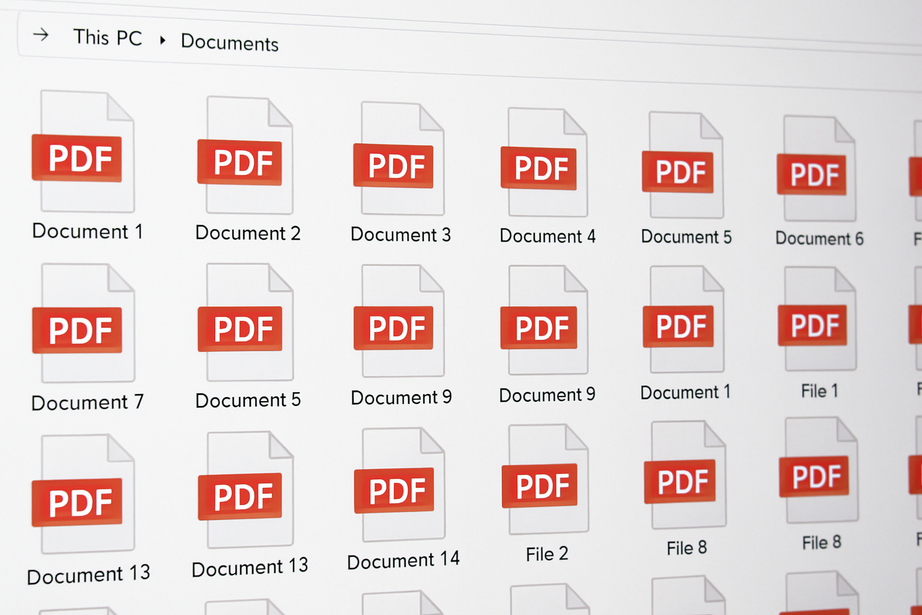 → This PC ▸ Documents
PDF PDF PDF PDF PDF PDF
Document 1 Document 2 Document 3 Document 4 Document 5 Document 6
PDF PDF PDF PDF PDF PDF
Document 7 Document 5 Document 9 Document 9 Document 1 File 1
PDF PDF PDF PDF PDF PDF
Document 13 Document 13 Document 14 File 2 File 8 File 8